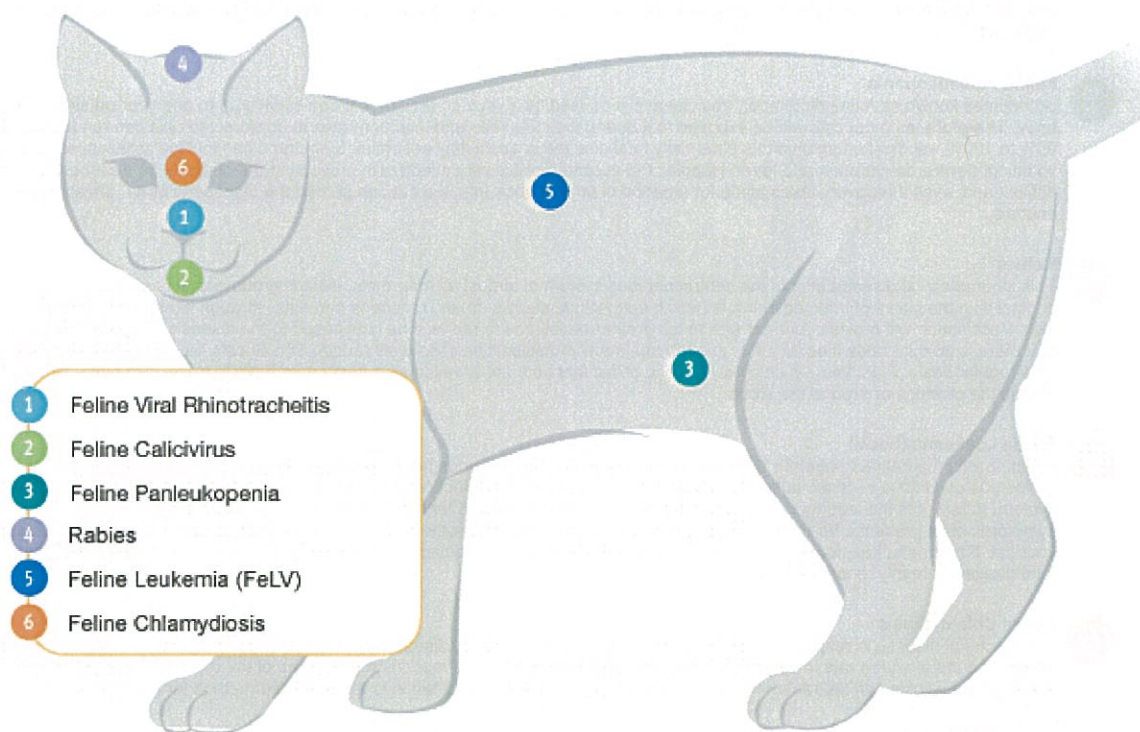 4
6
5
1
2
3
1 Feline Viral Rhinotracheitis
2 Feline Calicivirus
3 Feline Panleukopenia
4 Rabies
5 Feline Leukemia (FeLV)
6 Feline Chlamydiosis